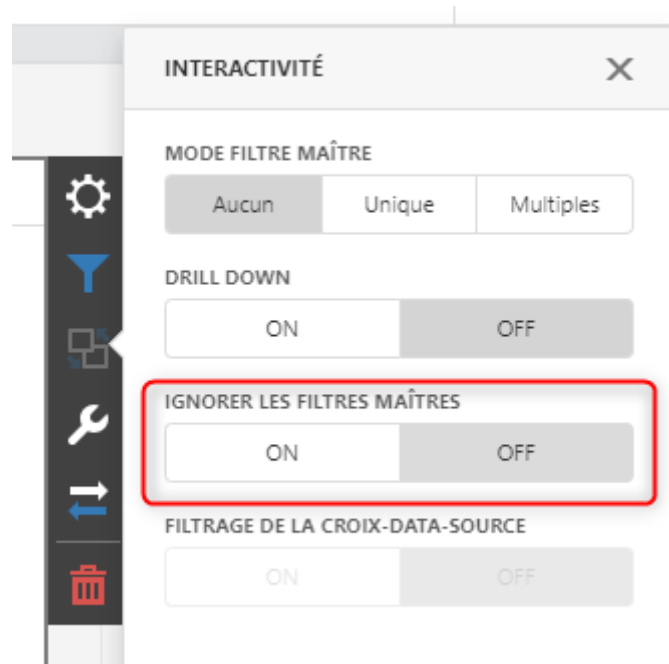 INTERACTIVITÉ
MODE FILTRE MAÎTRE
Aucun Unique Multiples
DRILL DOWN
ON OFF
IGNORER LES FILTRES MAÎTRES
ON OFF
FILTRAGE DE LA CROIX-DATA-SOURCE
ON OFF